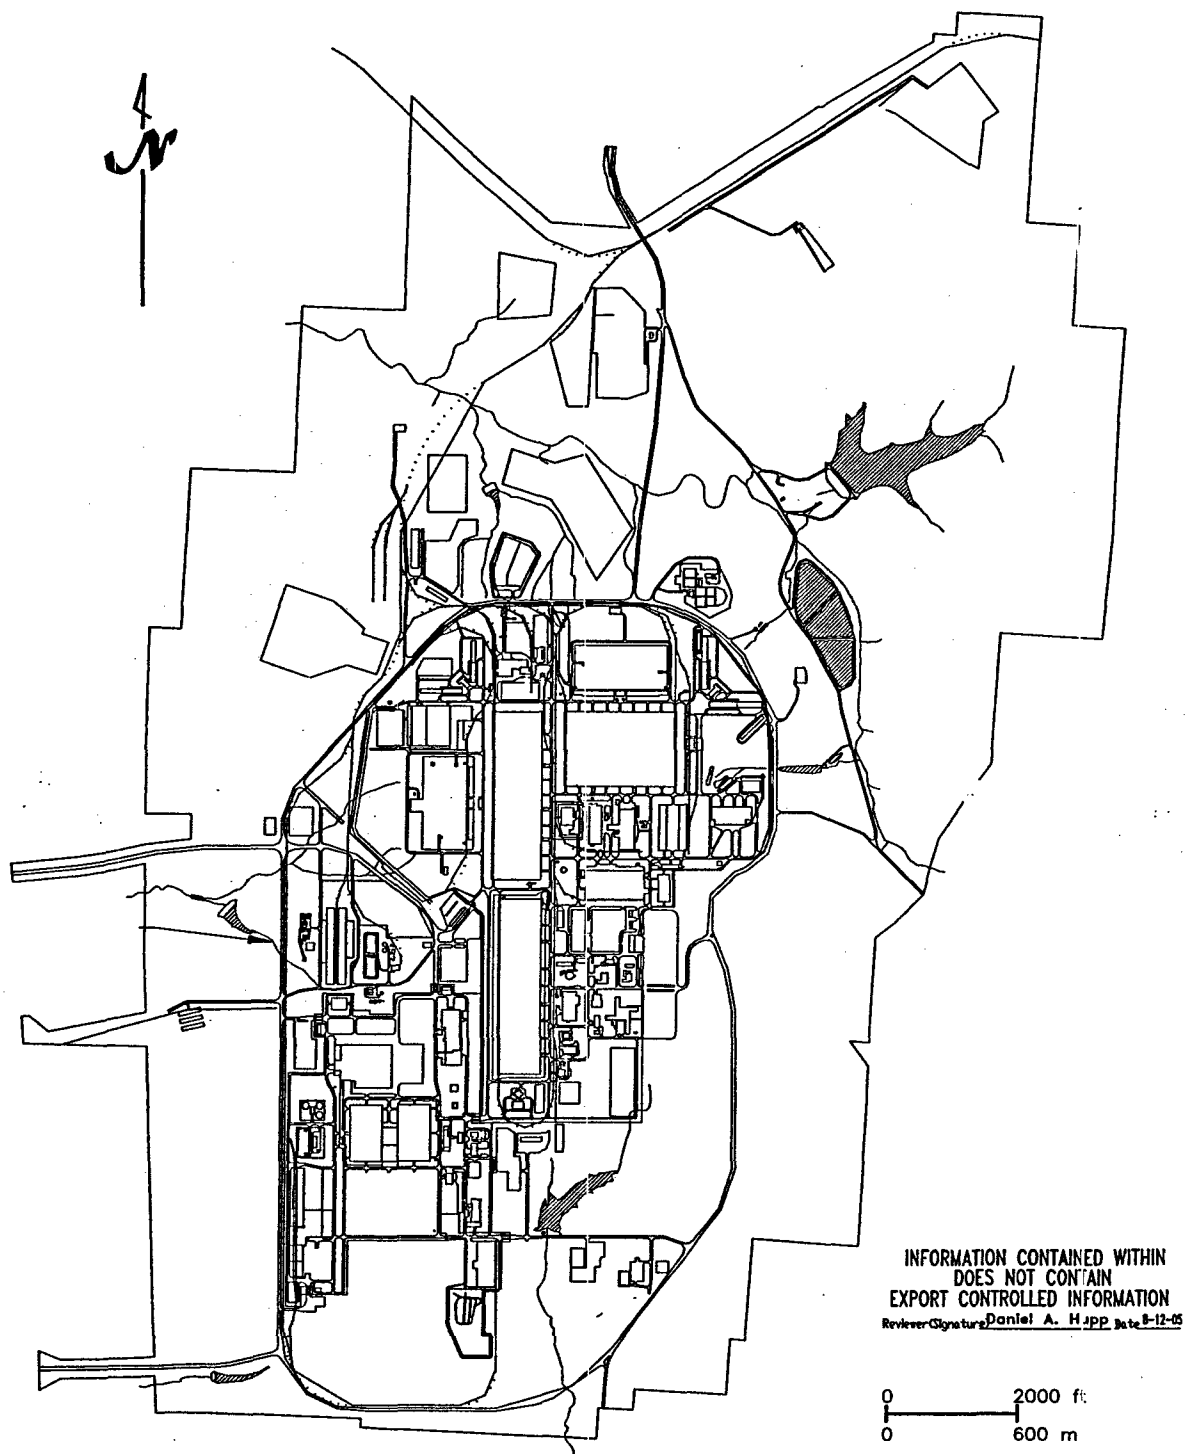 N
INFORMATION CONTAINED WITHIN
DOES NOT CONTAIN
EXPORT CONTROLLED INFORMATION
Reviewer Signature Daniel A. Hupp Date 8-12-05
0 2000 ft
0 600 m